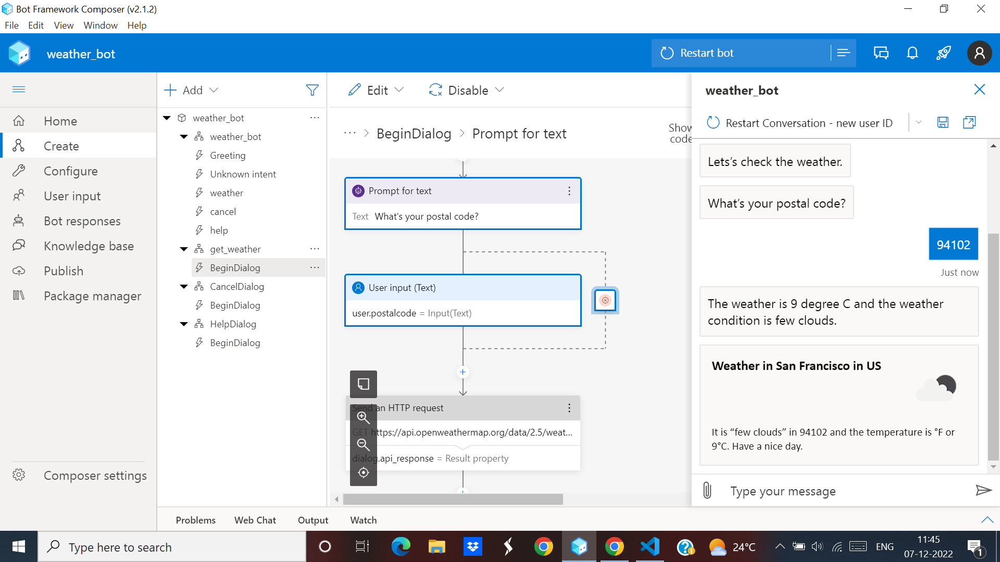 Bot Framework Composer (v2.1.2)
File Edit View Window Help
weather_bot
Restart bot
Home
Create
Configure
User input
Bot responses
Knowledge base
Publish
Package manager
Composer settings
Add
weather_bot
weather_bot
Greeting
Unknown intent
weather
cancel
help
get_weather
BeginDialog
CancelDialog
BeginDialog
HelpDialog
BeginDialog
Edit Disable
··· > BeginDialog > Prompt for text
Show
code
Prompt for text
Text What's your postal code?
User input (Text)
user.postalcode = Input(Text)
Send an HTTP request
GET https://api.openweathermap.org/data/2.5/weat...
dialog.api_response = Result property
weather_bot
Restart Conversation - new user ID
Lets’s check the weather.
What’s your postal code?
94102
Just now
The weather is 9 degree C and the weather
condition is few clouds.
Weather in San Francisco in US
It is “few clouds” in 94102 and the temperature is °F or
9°C. Have a nice day.
Type your message
Problems Web Chat Output Watch
Type here to search
24°C
ENG
11:45
07-12-2022
1